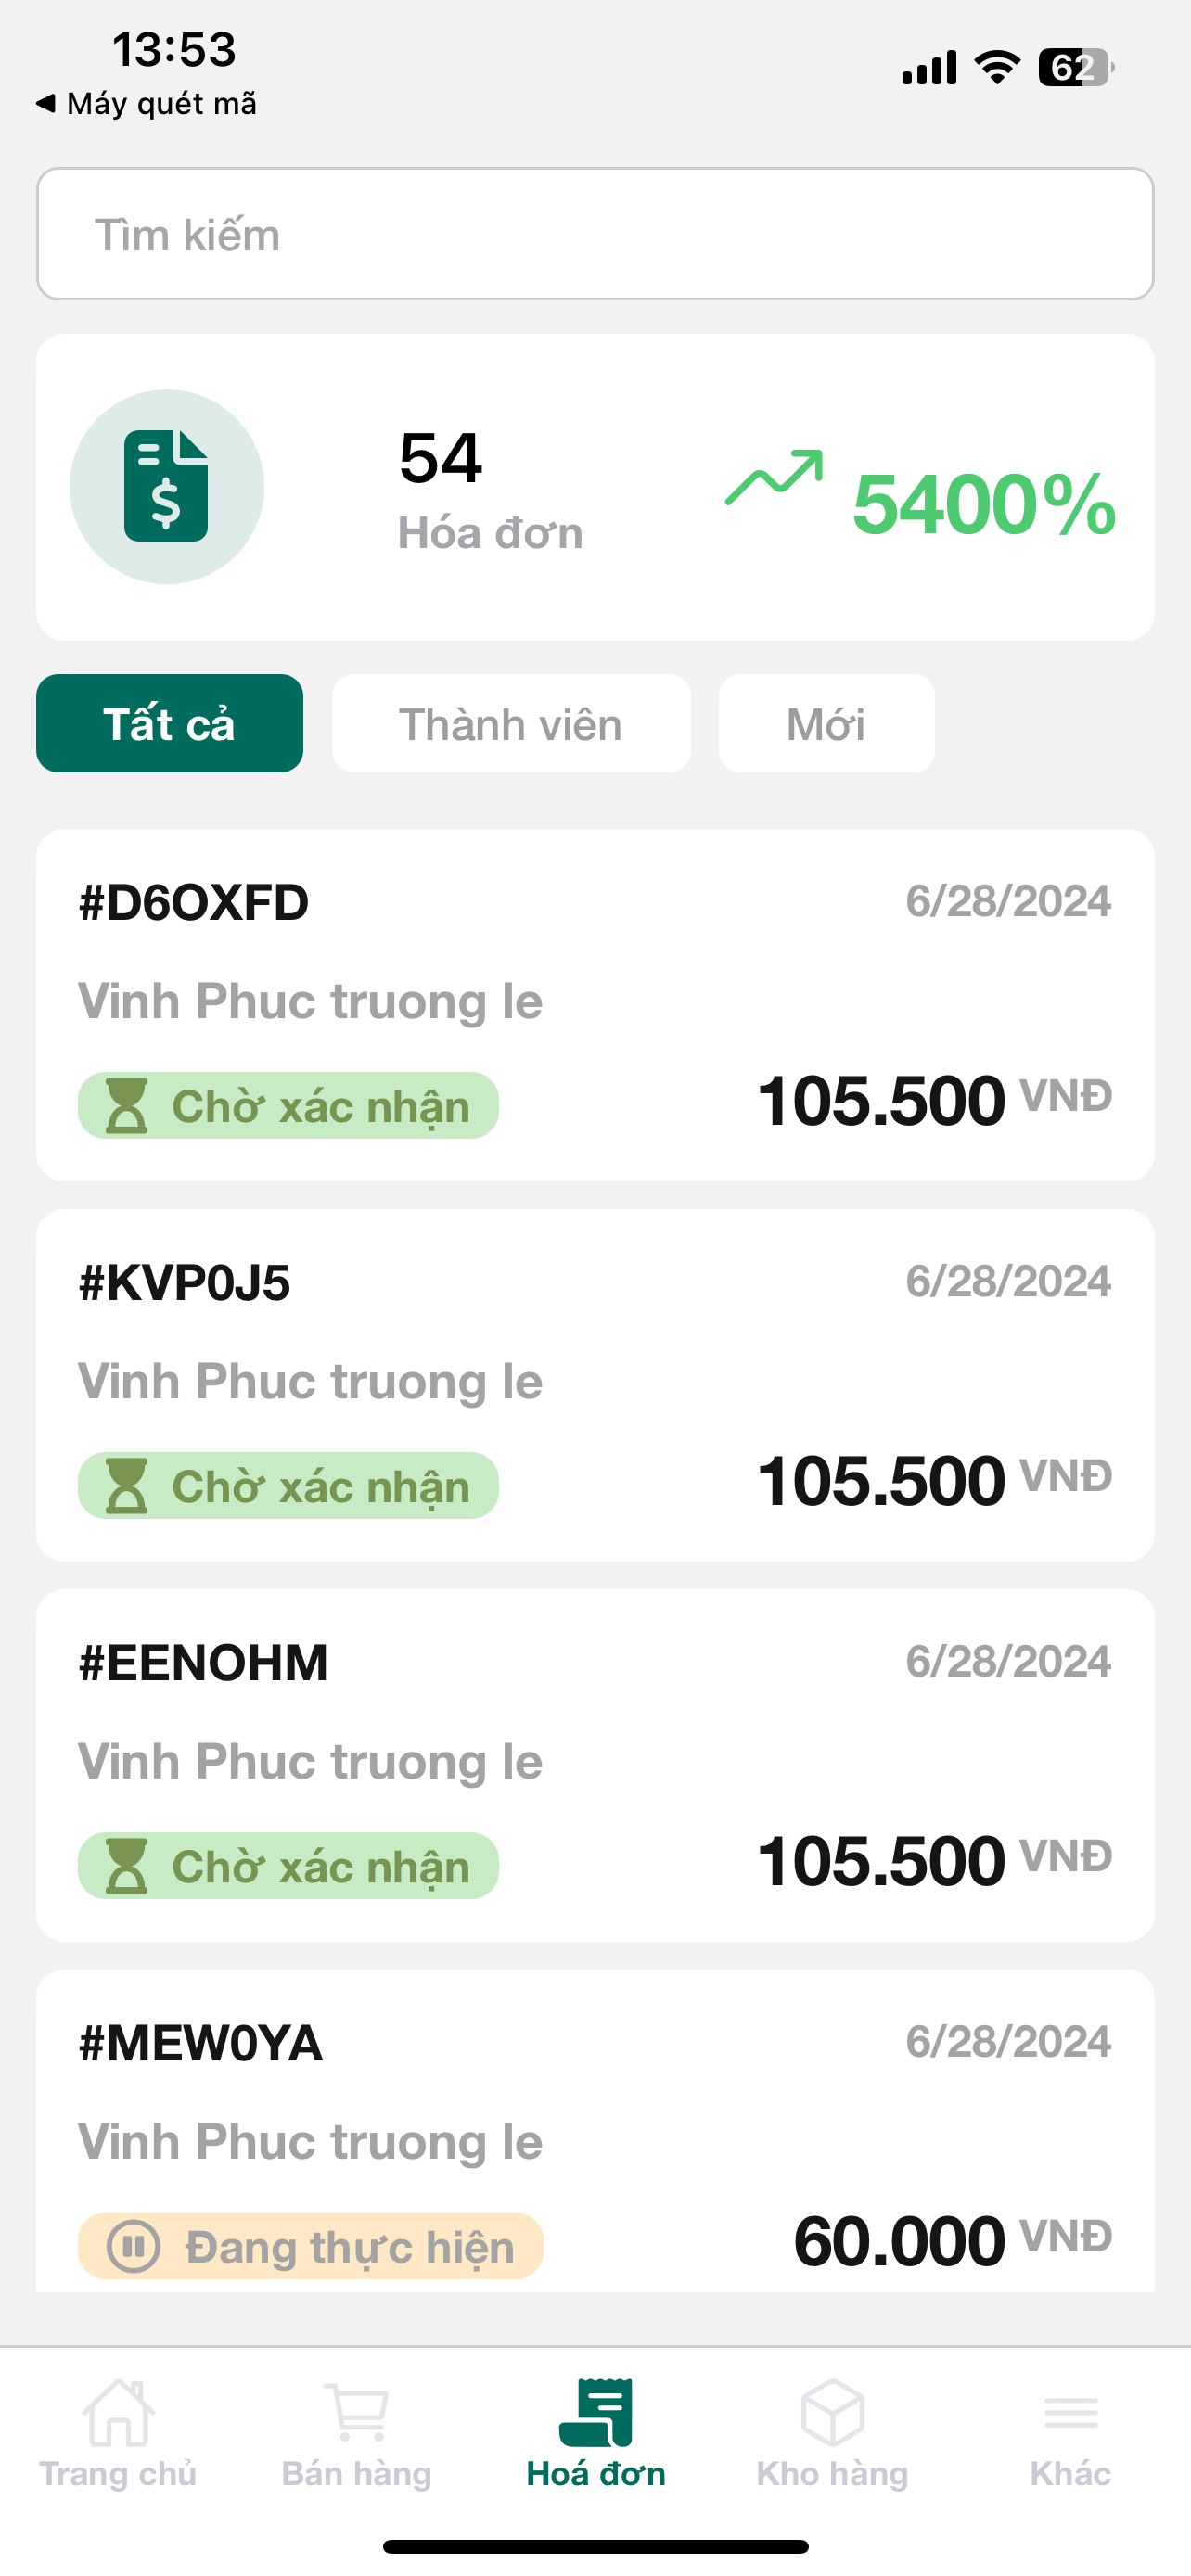 13:53
62
◀ Máy quét mã
Tìm kiếm
54
Hóa đơn
5400%
Tất cả
Thành viên
Mới
#D6OXFD
6/28/2024
Vinh Phuc truong le
Chờ xác nhận
105.500 VNĐ
#KVP0J5
6/28/2024
Vinh Phuc truong le
Chờ xác nhận
105.500 VNĐ
#EENOHM
6/28/2024
Vinh Phuc truong le
Chờ xác nhận
105.500 VNĐ
#MEW0YA
6/28/2024
Vinh Phuc truong le
Đang thực hiện
60.000 VNĐ
Trang chủ
Bán hàng
Hoá đơn
Kho hàng
Khác